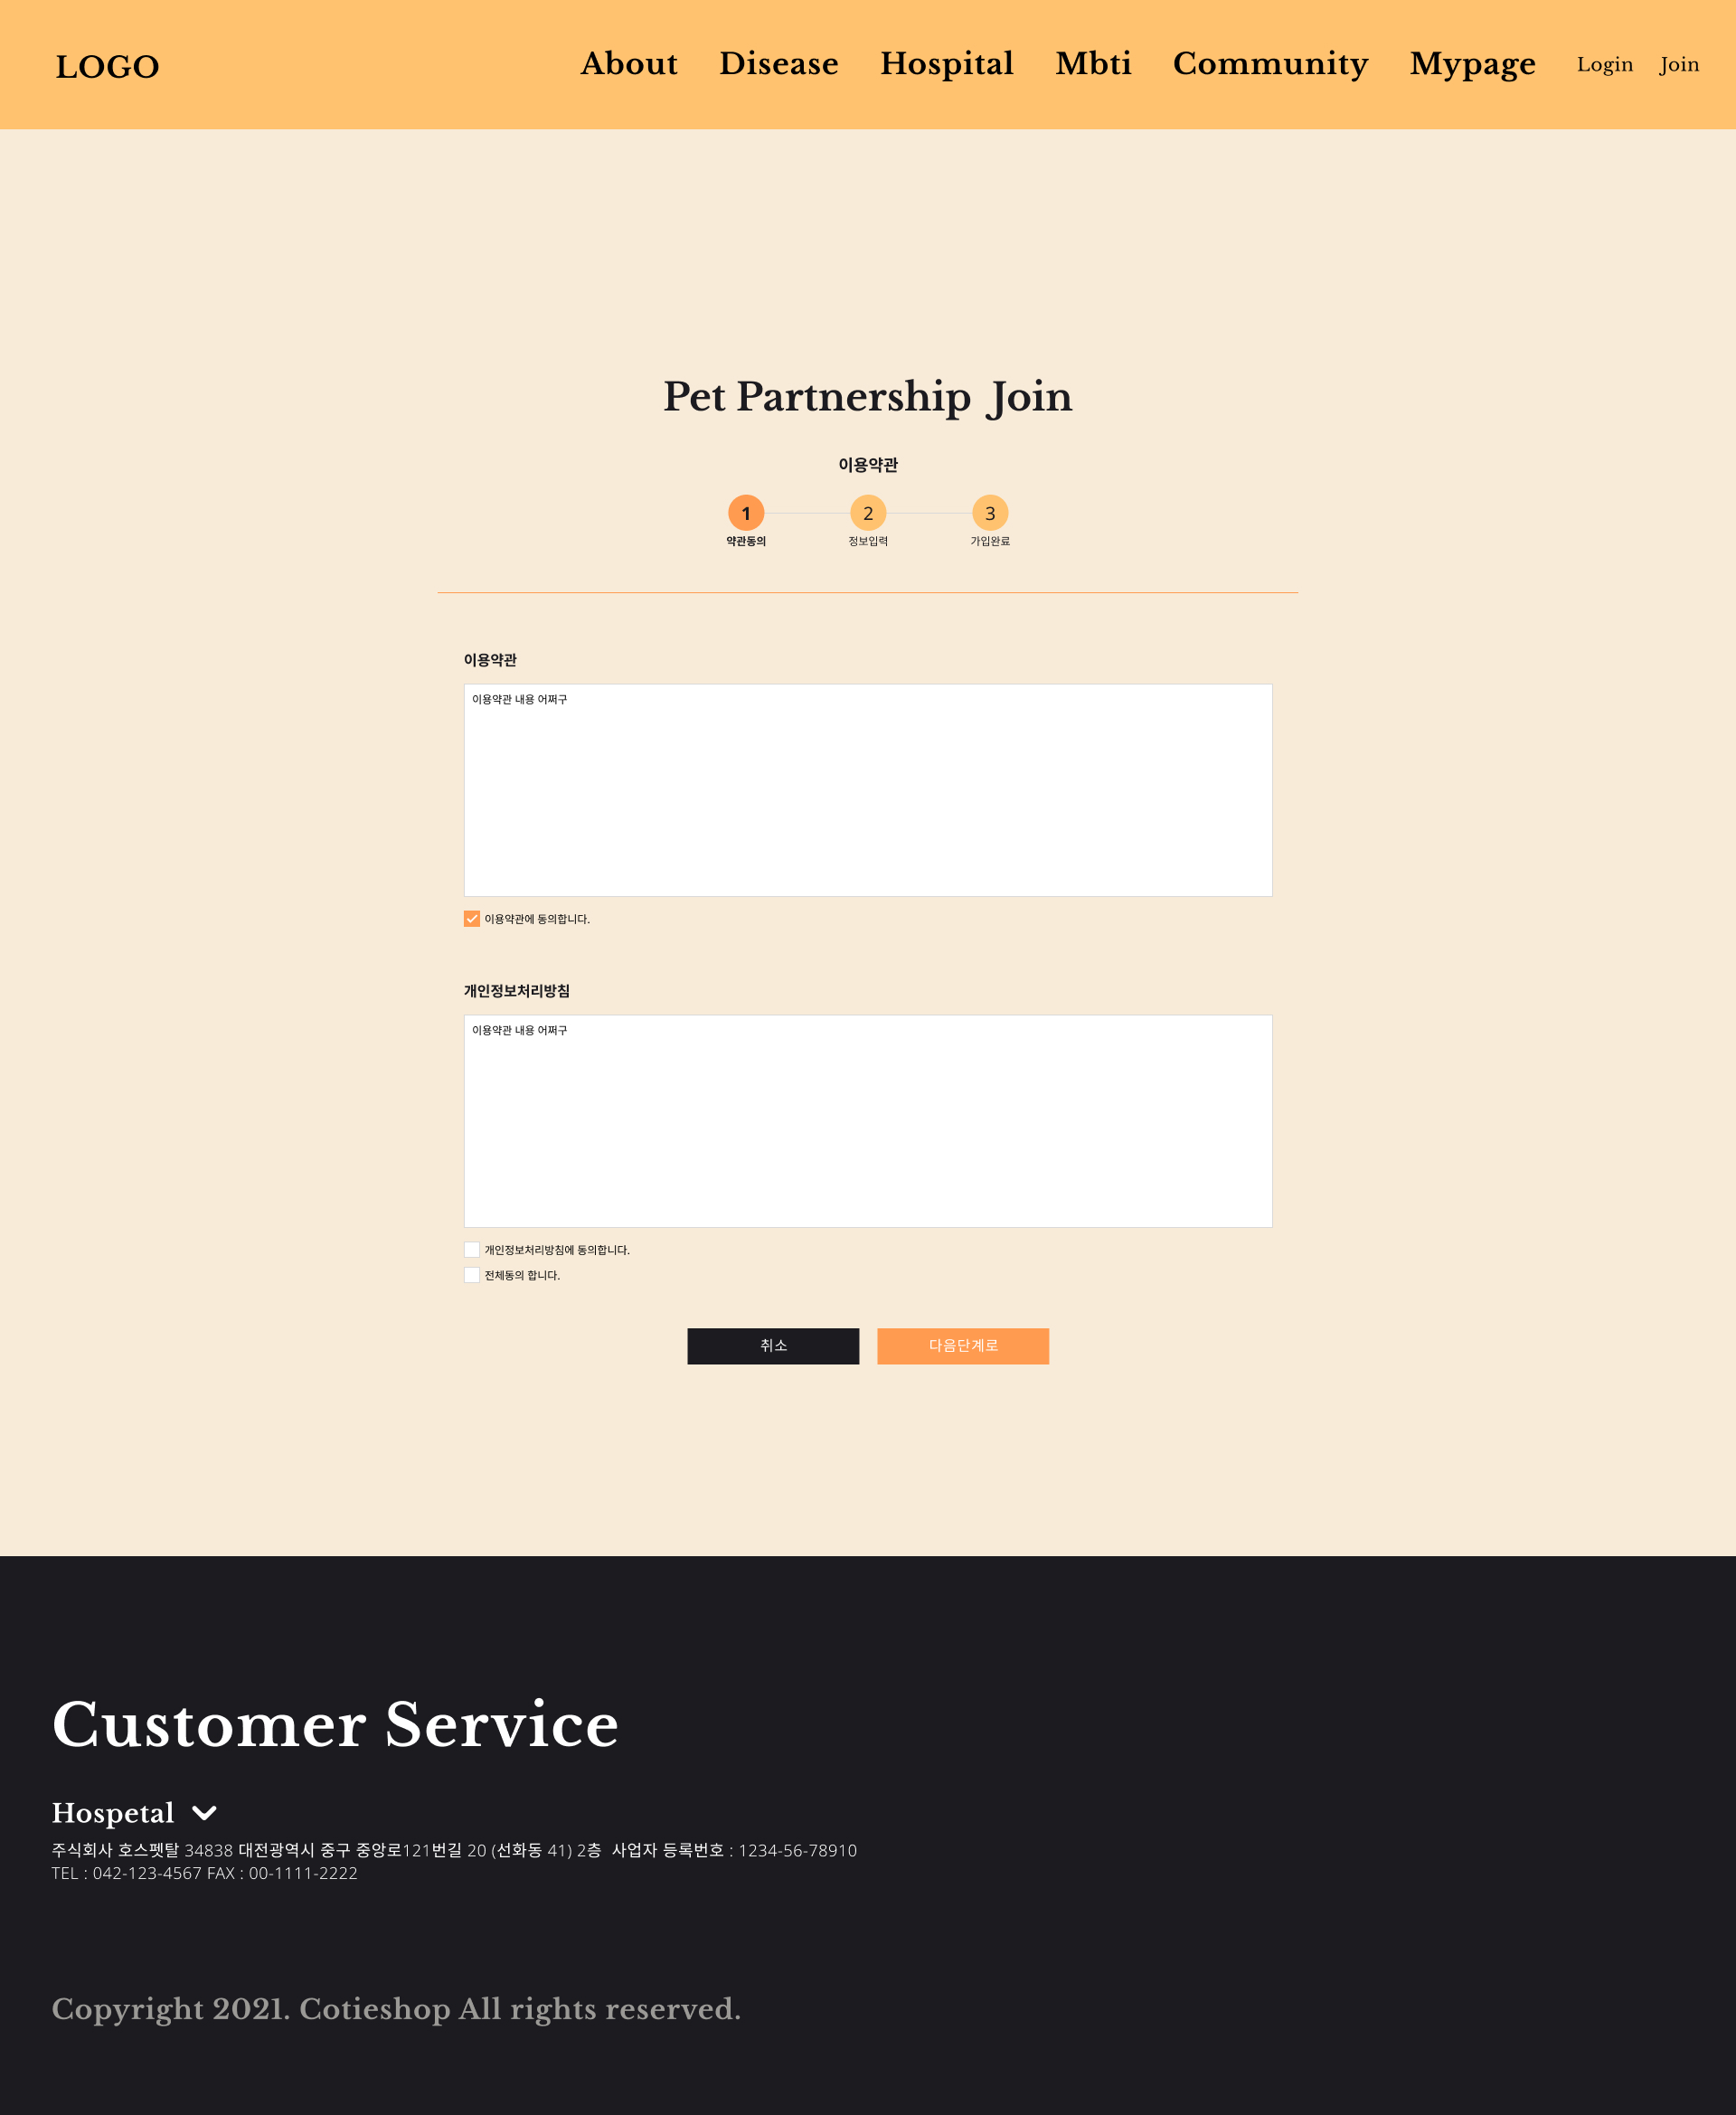 LOGO
About Disease Hospital Mbti Community Mypage Login Join
Pet Partnership Join
이용약관
1 2 3
약관동의 정보입력 가입완료
이용약관
이용약관 내용 어쩌구
이용약관에 동의합니다.
개인정보처리방침
이용약관 내용 어쩌구
개인정보처리방침에 동의합니다.
전체동의 합니다.
취소 다음단계로
Customer Service
Hospetal
주식회사 호스펫탈 34838 대전광역시 중구 중앙로121번길 20 (선화동 41) 2층 사업자 등록번호 : 1234-56-78910
TEL : 042-123-4567 FAX : 00-1111-2222
Copyright 2021. Cotieshop All rights reserved.